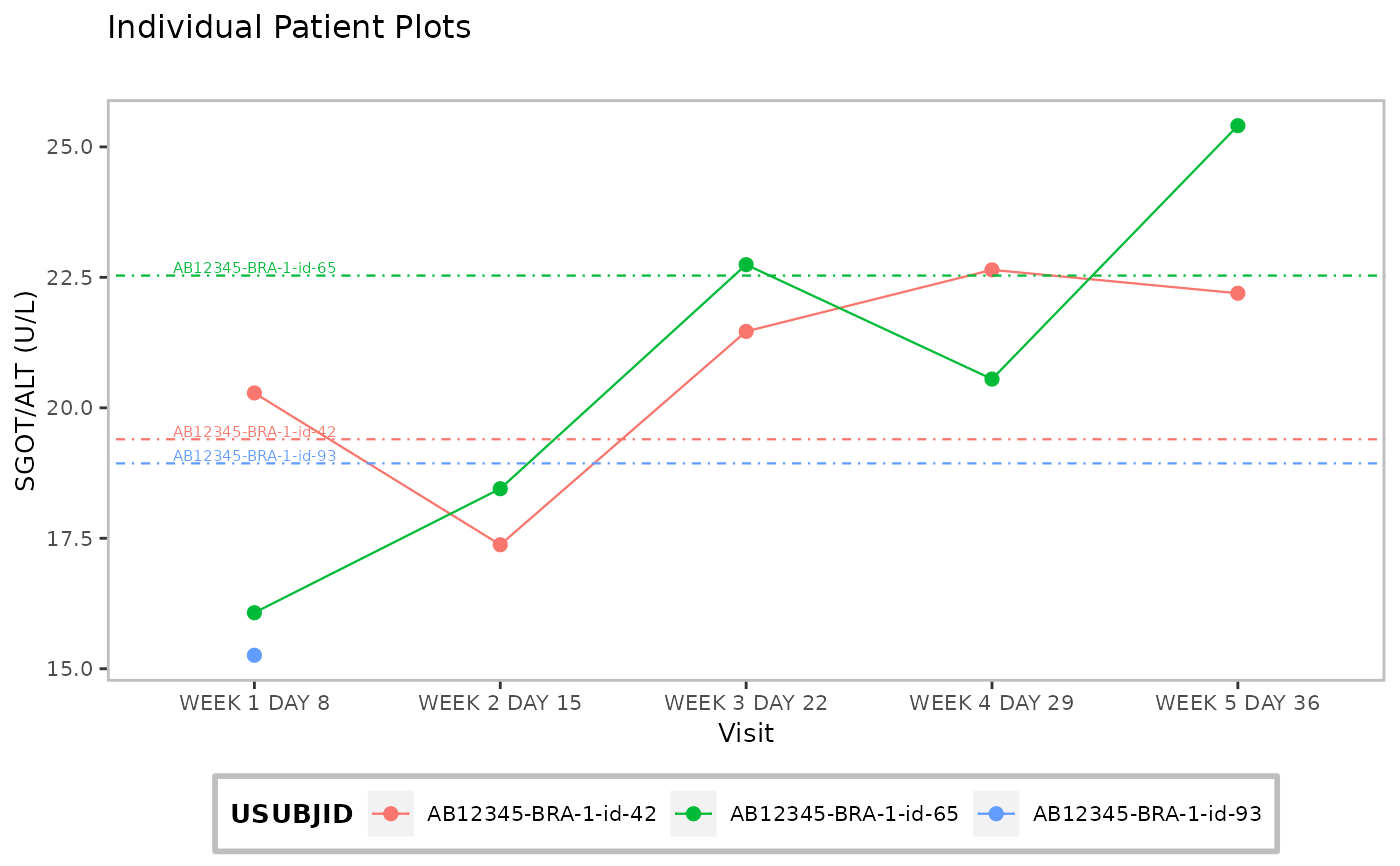 Individual Patient Plots
25.0
22.5
20.0
17.5
15.0
SGOT/ALT (U/L)
AB12345-BRA-1-id-65
AB12345-BRA-1-id-42
AB12345-BRA-1-id-93
WEEK 1 DAY 8 WEEK 2 DAY 15 WEEK 3 DAY 22 WEEK 4 DAY 29 WEEK 5 DAY 36
Visit
USUBJID AB12345-BRA-1-id-42 AB12345-BRA-1-id-65 AB12345-BRA-1-id-93